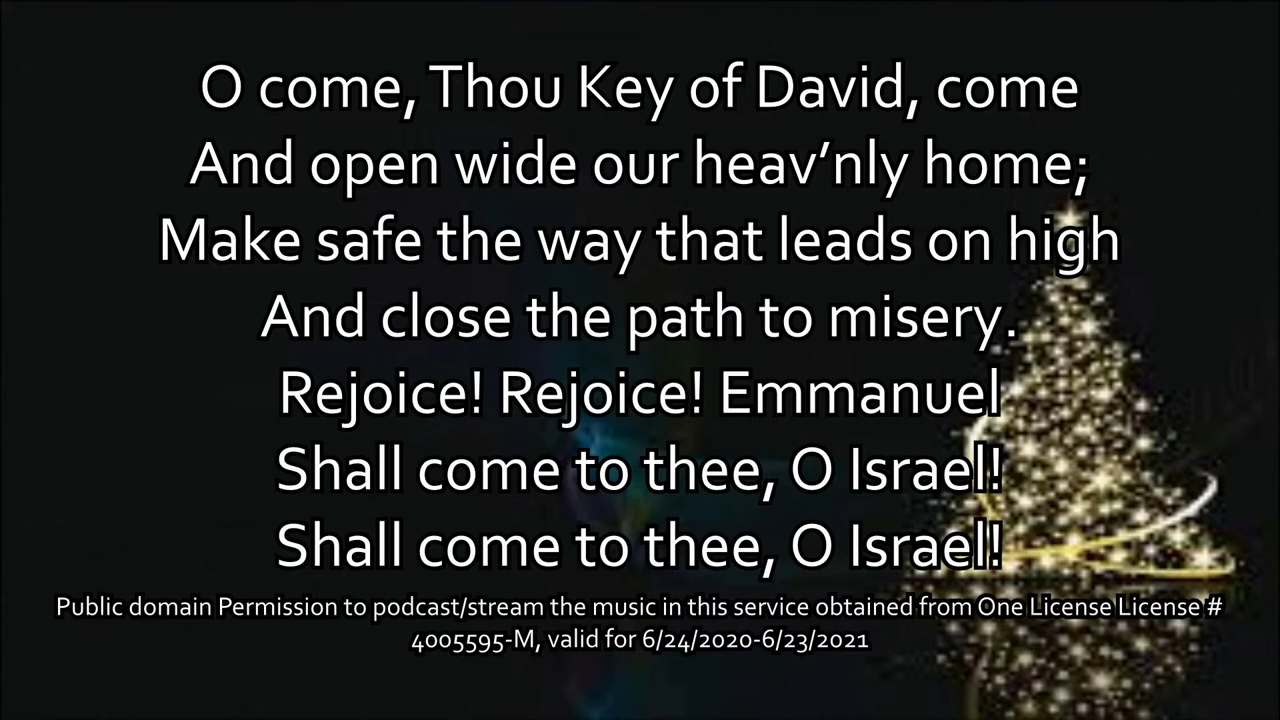 O come, Thou Key of David, come
And open wide our heav’nly home;
Make safe the way that leads on high
And close the path to misery.
Rejoice! Rejoice! Emmanuel
Shall come to thee, O Israel!
Shall come to thee, O Israel!
Public domain Permission to podcast/stream the music in this service obtained from One License License #
4005595-M, valid for 6/24/2020-6/23/2021